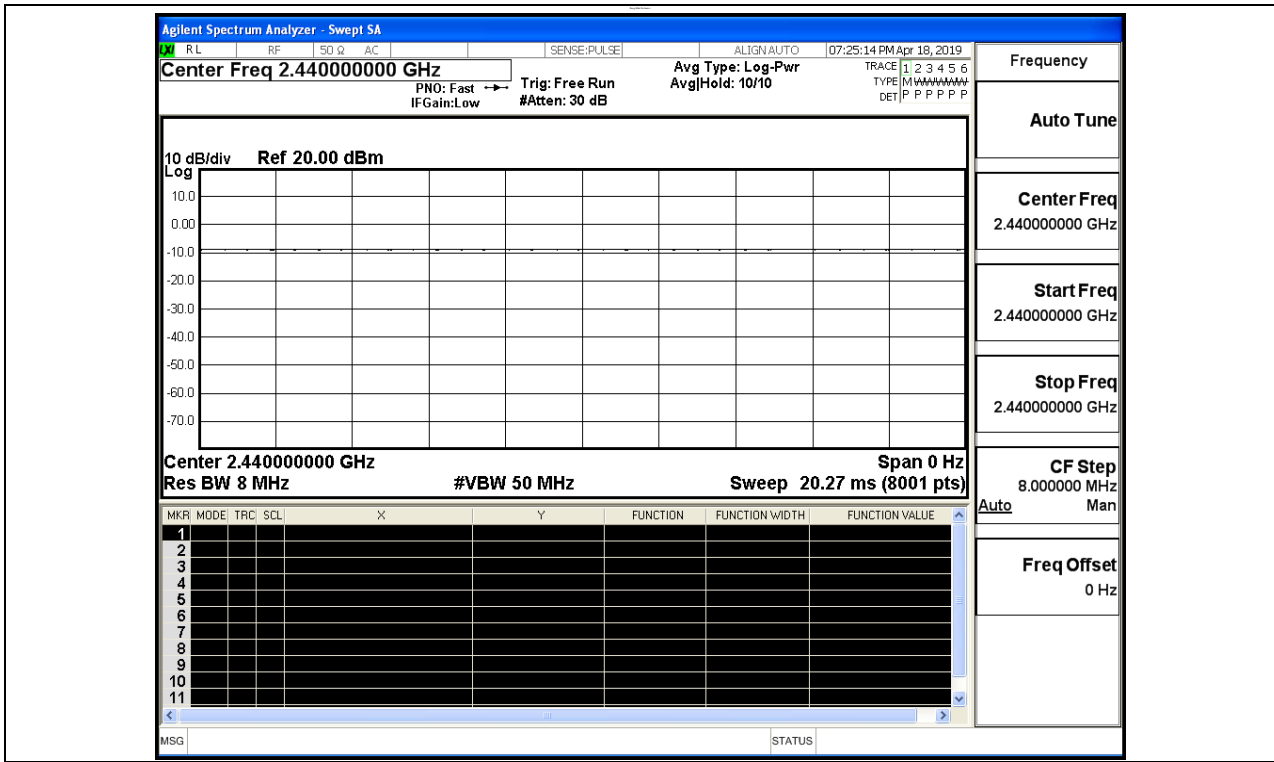 Agilent Spectrum Analyzer - Swept SA
LXI RL RF 50 Ω AC SENSE:PULSE ALIGNAUTO 07:25:14 PM Apr 18, 2019
Center Freq 2.440000000 GHz
PNO: Fast
IFGain:Low
Trig: Free Run
#Atten: 30 dB
Avg Type: Log-Pwr
Avg|Hold: 10/10
TRACE 1 2 3 4 5 6
TYPE M W W W W W
DET P P P P P P
10 dB/div Ref 20.00 dBm
Log
10.0
0.00
-10.0
-20.0
-30.0
-40.0
-50.0
-60.0
-70.0
Center 2.440000000 GHz Span 0 Hz
Res BW 8 MHz #VBW 50 MHz Sweep 20.27 ms (8001 pts)
MKR MODE TRC SCL X Y FUNCTION FUNCTION WIDTH FUNCTION VALUE
1
2
3
4
5
6
7
8
9
10
11
MSG STATUS
Frequency
Auto Tune
Center Freq
2.440000000 GHz
Start Freq
2.440000000 GHz
Stop Freq
2.440000000 GHz
CF Step
8.000000 MHz
Auto Man
Freq Offset
0 Hz